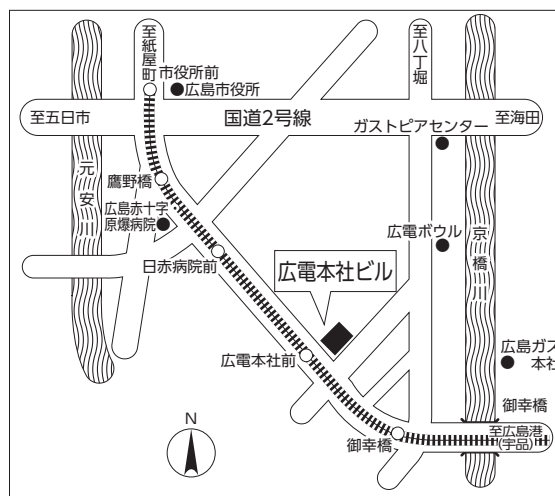 至紙屋町
至八丁堀
市役所前
広島市役所
至五日市
国道2号線
至海田
ガストピアセンター
元安川
鷹野橋
広島赤十字
原爆病院
京橋川
広電ボウル
日赤病院前
広電本社ビル
広電本社前
広島ガス
本社
御幸橋
N
御幸橋
至広島港
(宇品)